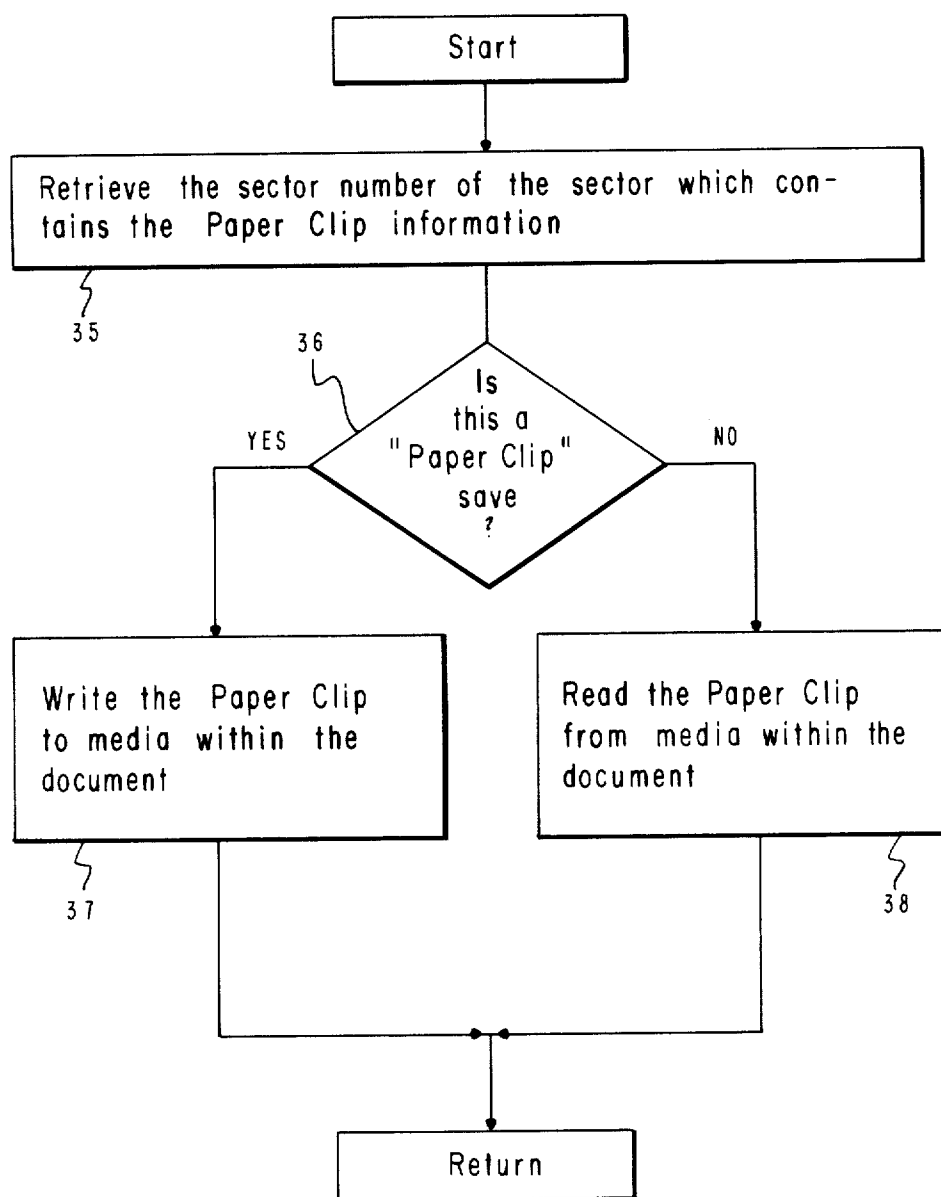 Start
Retrieve the sector number of the sector which con-
tains the Paper Clip information
35
36
Is
this a
"Paper Clip"
save
?
YES
NO
Write the Paper Clip
to media within the
document
Read the Paper Clip
from media within the
document
37
38
Return